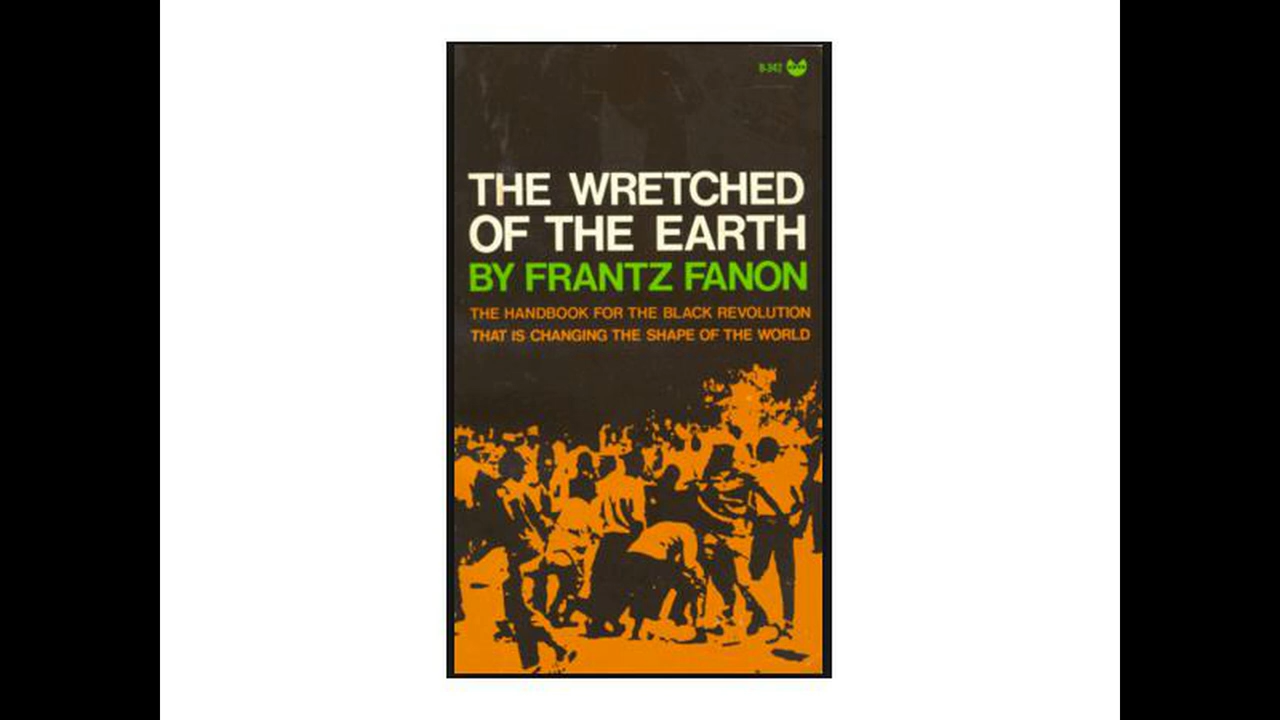 B-342
THE WRETCHED
OF THE EARTH
BY FRANTZ FANON
THE HANDBOOK FOR THE BLACK REVOLUTION
THAT IS CHANGING THE SHAPE OF THE WORLD